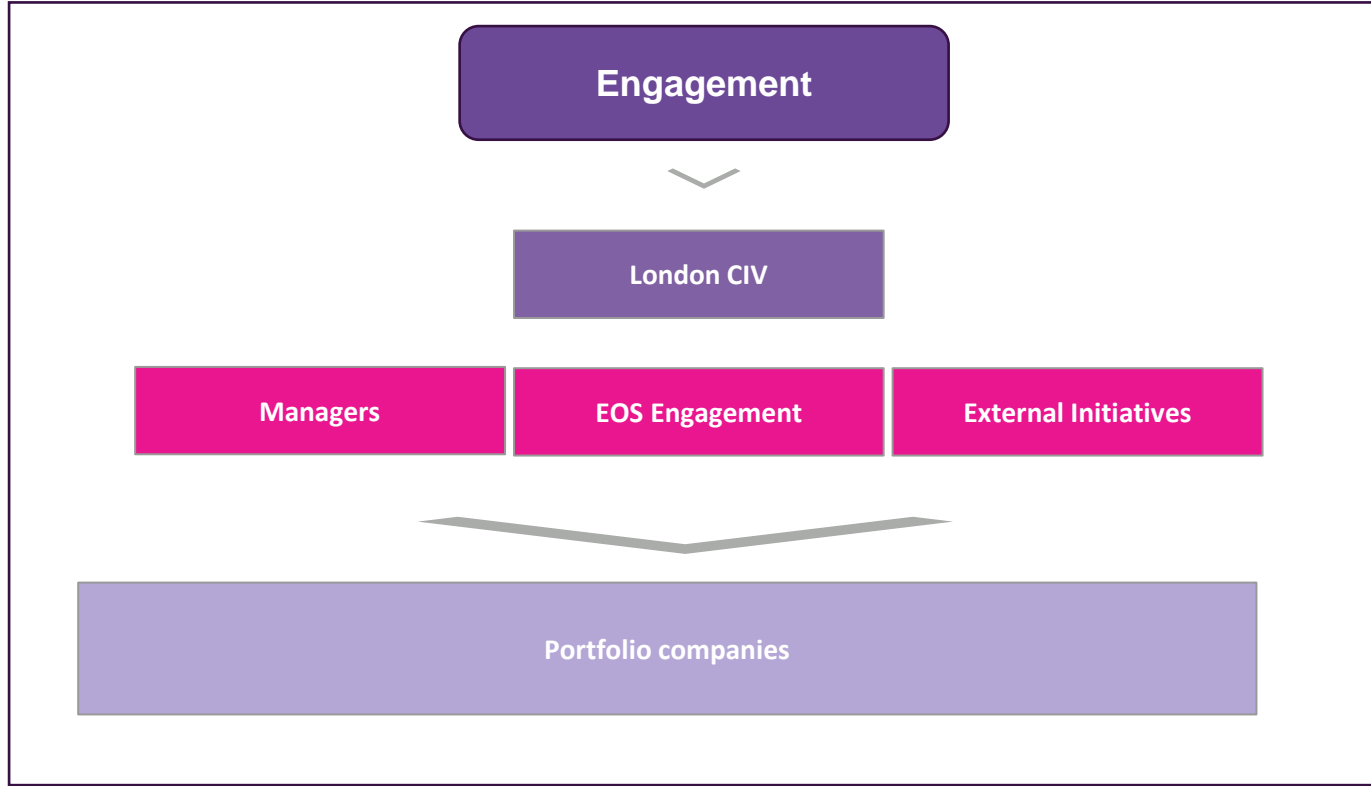 Engagement
London CIV
Managers
EOS Engagement
External Initiatives
Portfolio companies